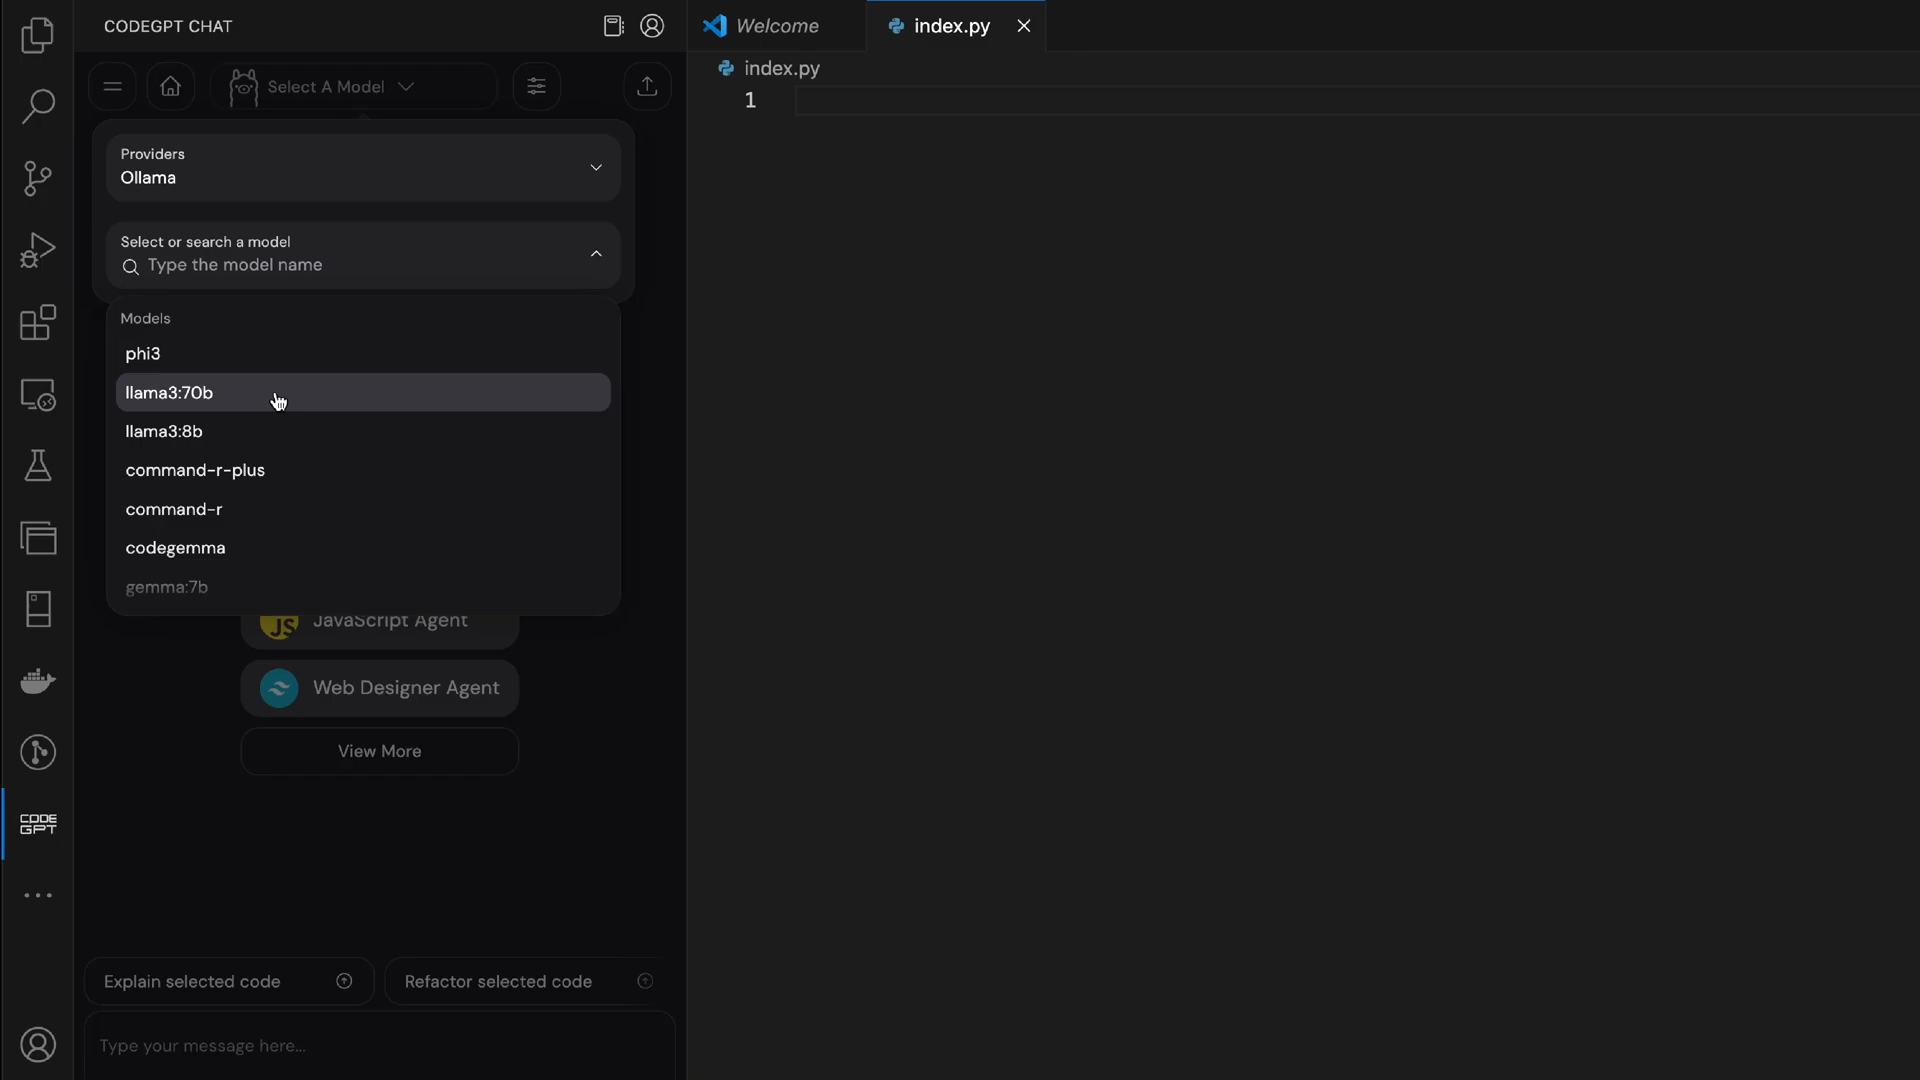 CODEGPT CHAT
Welcome
index.py
Select A Model
index.py
1
Providers
Ollama
Select or search a model
Type the model name
Models
phi3
llama3:70b
llama3:8b
command-r-plus
command-r
codegemma
gemma:7b
JS
JavaScript Agent
Web Designer Agent
View More
CODE
GPT
Explain selected code
Refactor selected code
Type your message here...